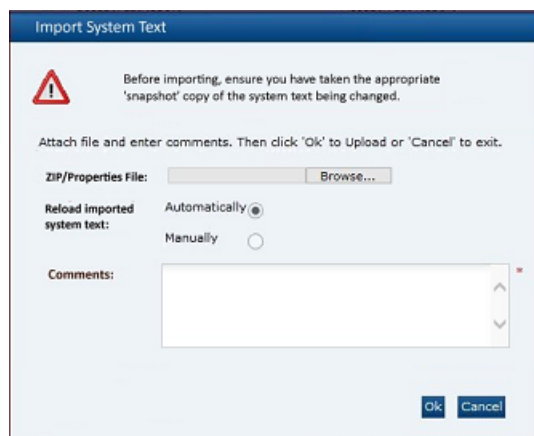 Import System Text
Before importing, ensure you have taken the appropriate
'snapshot' copy of the system text being changed.
Attach file and enter comments. Then click 'Ok' to Upload or 'Cancel' to exit.
ZIP/Properties File: Browse...
Reload imported Automatically
system text:
Manually
Comments: *
Ok Cancel